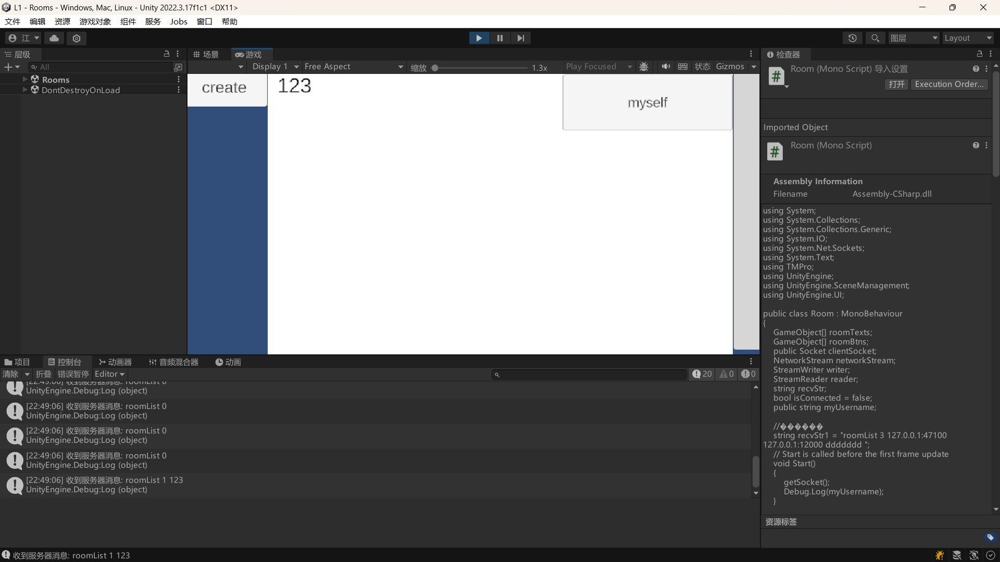 L1 - Rooms - Windows, Mac, Linux - Unity 2022.3.17f1c1 <DX11>
文件 编辑 资源 游戏对象 组件 服务 Jobs 窗口 帮助
江
图层
Layout
层级
All
Rooms
DontDestroyOnLoad
场景
游戏
Display 1
Free Aspect
缩放
1.3x
Play Focused
状态
Gizmos
create
123
myself
检查器
Room (Mono Script) 导入设置
打开
Execution Order...
Imported Object
Room (Mono Script)
Assembly Information
Filename Assembly-CSharp.dll
using System;
using System.Collections;
using System.Collections.Generic;
using System.IO;
using System.Net.Sockets;
using System.Text;
using TMPro;
using UnityEngine;
using UnityEngine.SceneManagement;
using UnityEngine.UI;
public class Room : MonoBehaviour
{
GameObject[] roomTexts;
GameObject[] roomBtns;
public Socket clientSocket;
NetworkStream networkStream;
StreamWriter writer;
StreamReader reader;
string recvStr;
bool isConnected = false;
public string myUsername;
//������
string recvStr1 = "roomList 3 127.0.0.1:47100
127.0.0.1:12000 ddddddd ";
// Start is called before the first frame update
void Start()
{
getSocket();
Debug.Log(myUsername);
}
资源标签
项目
控制台
动画器
音频混合器
动画
清除
折叠
错误暂停
Editor
20
0
0
[22:49:06] 收到服务器消息: roomList 0
UnityEngine.Debug:Log (object)
[22:49:06] 收到服务器消息: roomList 0
UnityEngine.Debug:Log (object)
[22:49:06] 收到服务器消息: roomList 0
UnityEngine.Debug:Log (object)
[22:49:06] 收到服务器消息: roomList 0
UnityEngine.Debug:Log (object)
[22:49:06] 收到服务器消息: roomList 1 123
UnityEngine.Debug:Log (object)
收到服务器消息: roomList 1 123